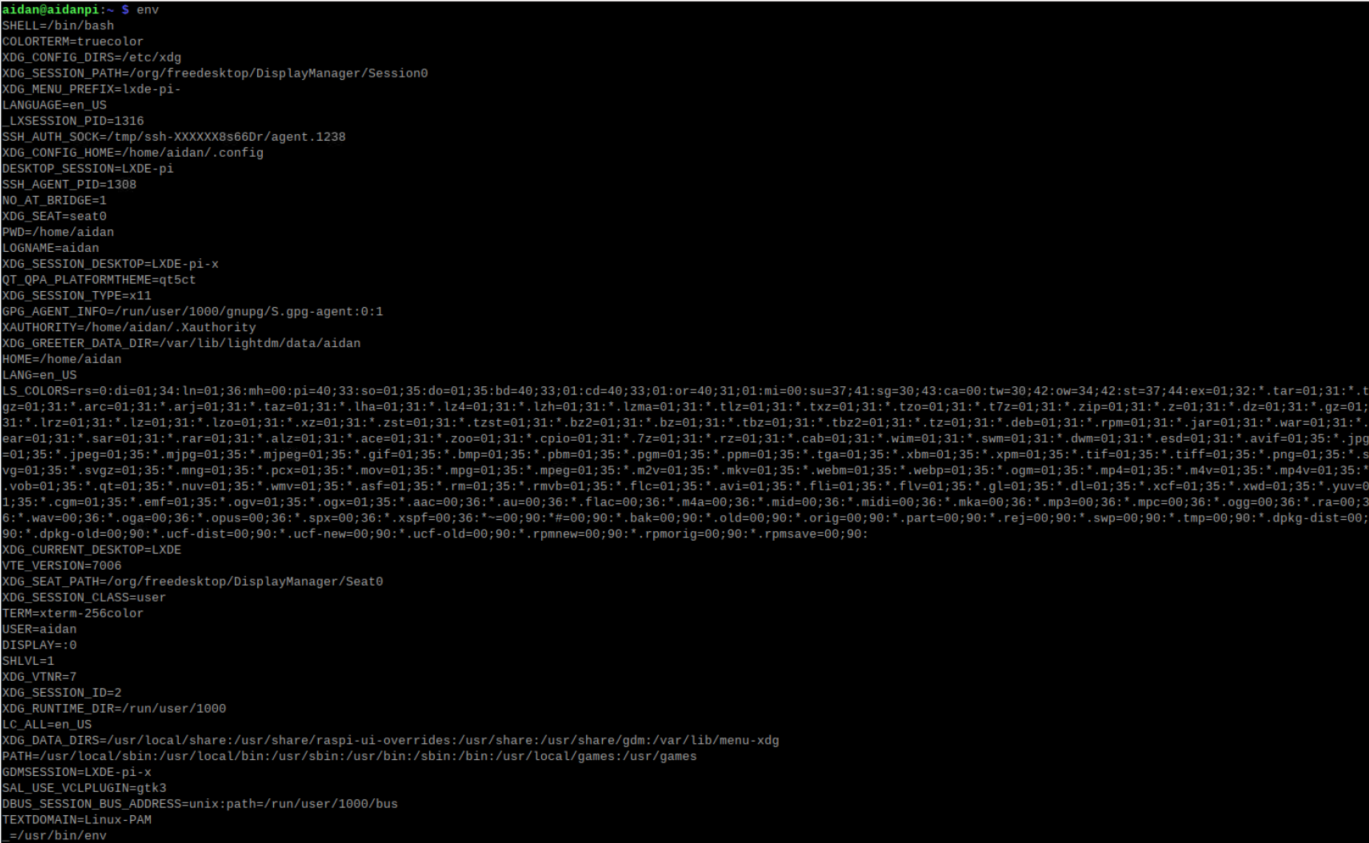 aidan@aidanpi:~ $ env
SHELL=/bin/bash
COLORTERM=truecolor
XDG_CONFIG_DIRS=/etc/xdg
XDG_SESSION_PATH=/org/freedesktop/DisplayManager/Session0
XDG_MENU_PREFIX=lxde-pi-
LANGUAGE=en_US
_LXSESSION_PID=1316
SSH_AUTH_SOCK=/tmp/ssh-XXXXXX8s66Dr/agent.1238
XDG_CONFIG_HOME=/home/aidan/.config
DESKTOP_SESSION=LXDE-pi
SSH_AGENT_PID=1308
NO_AT_BRIDGE=1
XDG_SEAT=seat0
PWD=/home/aidan
LOGNAME=aidan
XDG_SESSION_DESKTOP=LXDE-pi-x
QT_QPA_PLATFORMTHEME=qt5ct
XDG_SESSION_TYPE=x11
GPG_AGENT_INFO=/run/user/1000/gnupg/S.gpg-agent:0:1
XAUTHORITY=/home/aidan/.Xauthority
XDG_GREETER_DATA_DIR=/var/lib/lightdm/data/aidan
HOME=/home/aidan
LANG=en_US
LS_COLORS=rs=0:di=01;34:ln=01;36:mh=00:pi=40;33:so=01;35:do=01;35:bd=40;33;01:cd=40;33;01:or=40;31;01:mi=00:su=37;41:sg=30;43:ca=00:tw=30;42:ow=34;42:st=37;44:ex=01;32:*.tar=01;31:*.t
gz=01;31:*.arc=01;31:*.arj=01;31:*.taz=01;31:*.lha=01;31:*.lz4=01;31:*.lzh=01;31:*.lzma=01;31:*.tlz=01;31:*.txz=01;31:*.tzo=01;31:*.t7z=01;31:*.zip=01;31:*.z=01;31:*.dz=01;31:*.gz=01;
31:*.lrz=01;31:*.lz=01;31:*.lzo=01;31:*.xz=01;31:*.zst=01;31:*.tzst=01;31:*.bz2=01;31:*.bz=01;31:*.tbz=01;31:*.tbz2=01;31:*.tz=01;31:*.deb=01;31:*.rpm=01;31:*.jar=01;31:*.war=01;31:*.
ear=01;31:*.sar=01;31:*.rar=01;31:*.alz=01;31:*.ace=01;31:*.zoo=01;31:*.cpio=01;31:*.7z=01;31:*.rz=01;31:*.cab=01;31:*.wim=01;31:*.swm=01;31:*.dwm=01;31:*.esd=01;31:*.avif=01;35:*.jpg
=01;35:*.jpeg=01;35:*.mjpg=01;35:*.mjpeg=01;35:*.gif=01;35:*.bmp=01;35:*.pbm=01;35:*.pgm=01;35:*.ppm=01;35:*.tga=01;35:*.xbm=01;35:*.xpm=01;35:*.tif=01;35:*.tiff=01;35:*.png=01;35:*.s
vg=01;35:*.svgz=01;35:*.mng=01;35:*.pcx=01;35:*.mov=01;35:*.mpg=01;35:*.mpeg=01;35:*.m2v=01;35:*.mkv=01;35:*.webm=01;35:*.webp=01;35:*.ogm=01;35:*.mp4=01;35:*.m4v=01;35:*.mp4v=01;35:*
.vob=01;35:*.qt=01;35:*.nuv=01;35:*.wmv=01;35:*.asf=01;35:*.rm=01;35:*.rmvb=01;35:*.flc=01;35:*.avi=01;35:*.fli=01;35:*.flv=01;35:*.gl=01;35:*.dl=01;35:*.xcf=01;35:*.xwd=01;35:*.yuv=0
1;35:*.cgm=01;35:*.emf=01;35:*.ogv=01;35:*.ogx=01;35:*.aac=00;36:*.au=00;36:*.flac=00;36:*.m4a=00;36:*.mid=00;36:*.midi=00;36:*.mka=00;36:*.mp3=00;36:*.mpc=00;36:*.ogg=00;36:*.ra=00;3
6:*.wav=00;36:*.oga=00;36:*.opus=00;36:*.spx=00;36:*.xspf=00;36:*~=00;90:*#=00;90:*.bak=00;90:*.old=00;90:*.orig=00;90:*.part=00;90:*.rej=00;90:*.swp=00;90:*.tmp=00;90:*.dpkg-dist=00;
90:*.dpkg-old=00;90:*.ucf-dist=00;90:*.ucf-new=00;90:*.ucf-old=00;90:*.rpmnew=00;90:*.rpmorig=00;90:*.rpmsave=00;90:
XDG_CURRENT_DESKTOP=LXDE
VTE_VERSION=7006
XDG_SEAT_PATH=/org/freedesktop/DisplayManager/Seat0
XDG_SESSION_CLASS=user
TERM=xterm-256color
USER=aidan
DISPLAY=:0
SHLVL=1
XDG_VTNR=7
XDG_SESSION_ID=2
XDG_RUNTIME_DIR=/run/user/1000
LC_ALL=en_US
XDG_DATA_DIRS=/usr/local/share:/usr/share/raspi-ui-overrides:/usr/share:/usr/share/gdm:/var/lib/menu-xdg
PATH=/usr/local/sbin:/usr/local/bin:/usr/sbin:/usr/bin:/sbin:/bin:/usr/local/games:/usr/games
GDMSESSION=LXDE-pi-x
SAL_USE_VCLPLUGIN=gtk3
DBUS_SESSION_BUS_ADDRESS=unix:path=/run/user/1000/bus
TEXTDOMAIN=Linux-PAM
_=/usr/bin/env